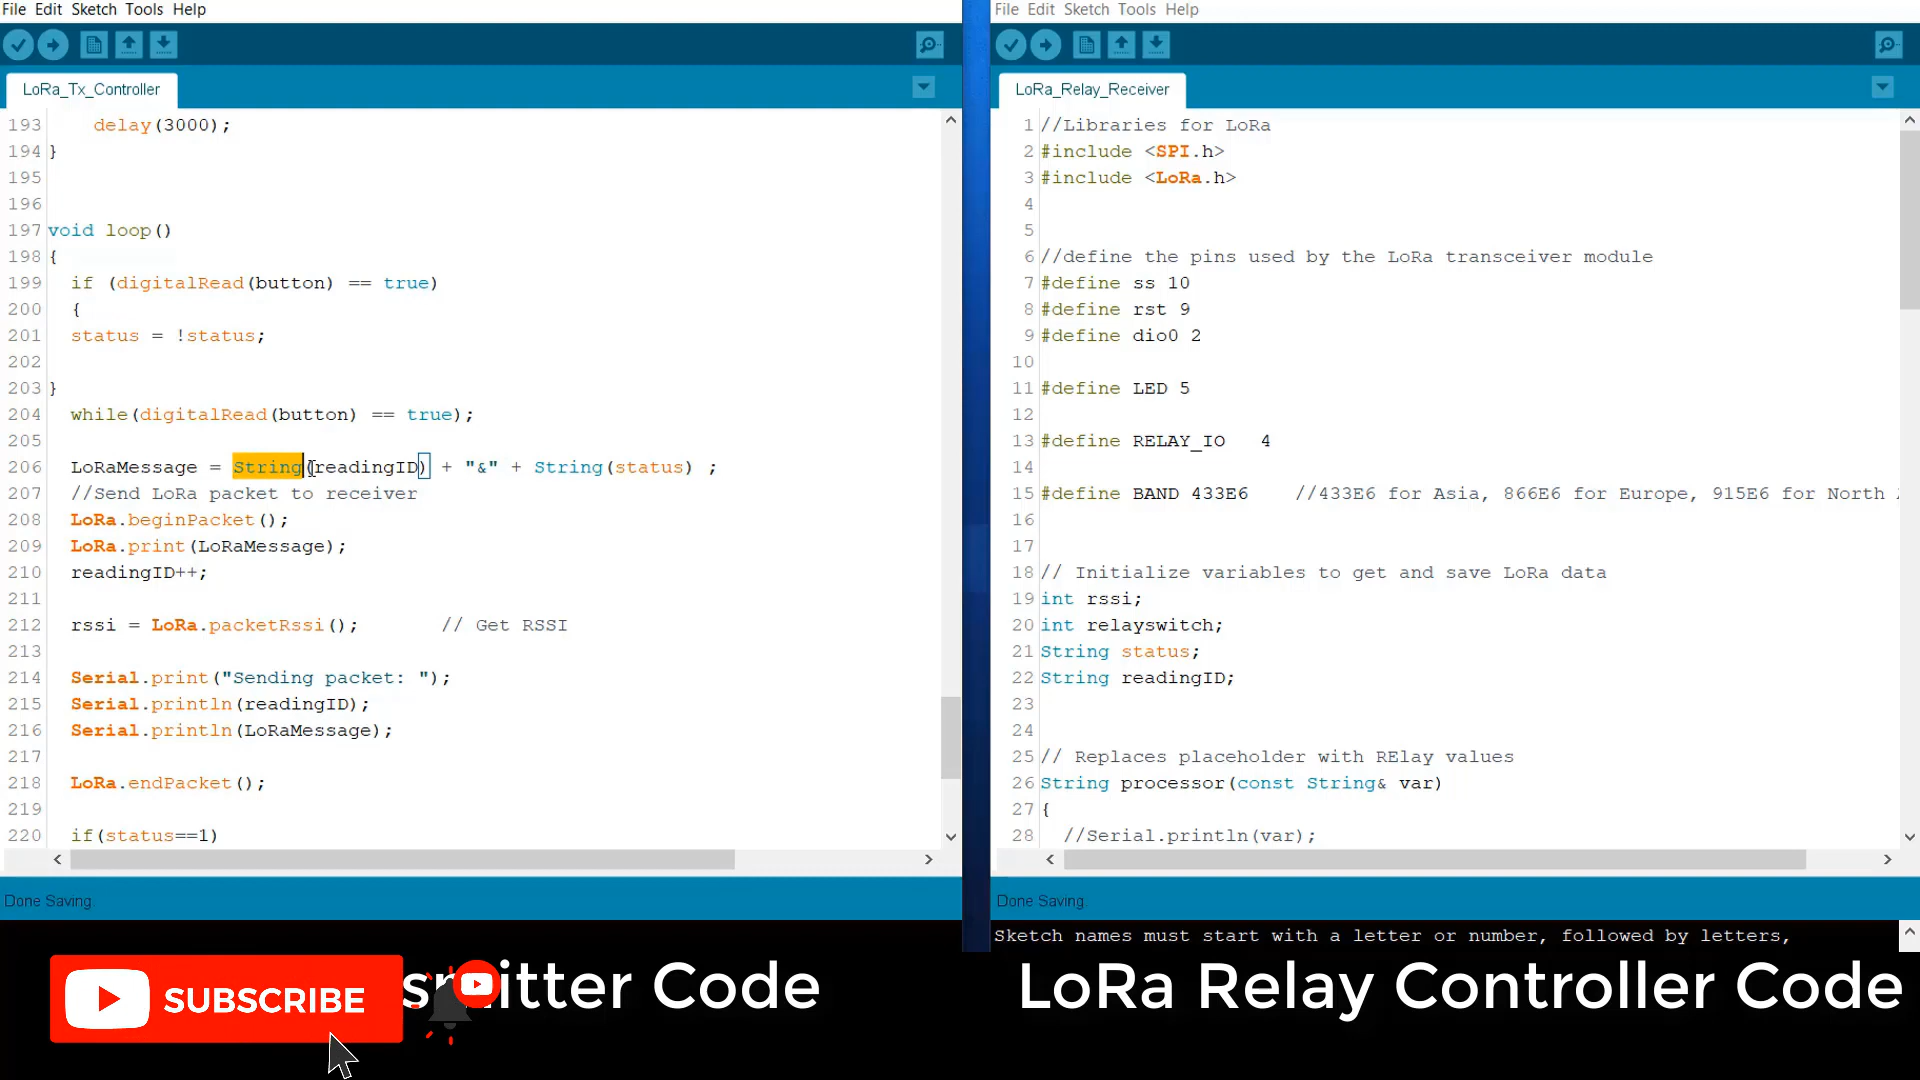 File Edit Sketch Tools Help
LoRa_Tx_Controller
193 delay(3000);
194 }
195
196
197 void loop()
198 {
199 if (digitalRead(button) == true)
200 {
201 status = !status;
202
203 }
204 while(digitalRead(button) == true);
205
206 LoRaMessage = String(readingID) + "&" + String(status) ;
207 //Send LoRa packet to receiver
208 LoRa.beginPacket();
209 LoRa.print(LoRaMessage);
210 readingID++;
211
212 rssi = LoRa.packetRssi(); // Get RSSI
213
214 Serial.print("Sending packet: ");
215 Serial.println(readingID);
216 Serial.println(LoRaMessage);
217
218 LoRa.endPacket();
219
220 if(status==1)
Done Saving.
SUBSCRIBE
smitter Code
File Edit Sketch Tools Help
LoRa_Relay_Receiver
1 //Libraries for LoRa
2 #include <SPI.h>
3 #include <LoRa.h>
4
5
6 //define the pins used by the LoRa transceiver module
7 #define ss 10
8 #define rst 9
9 #define dio0 2
10
11 #define LED 5
12
13 #define RELAY_IO 4
14
15 #define BAND 433E6 //433E6 for Asia, 866E6 for Europe, 915E6 for North
16
17
18 // Initialize variables to get and save LoRa data
19 int rssi;
20 int relayswitch;
21 String status;
22 String readingID;
23
24
25 // Replaces placeholder with RElay values
26 String processor(const String& var)
27 {
28 //Serial.println(var);
Done Saving.
Sketch names must start with a letter or number, followed by letters,
LoRa Relay Controller Code